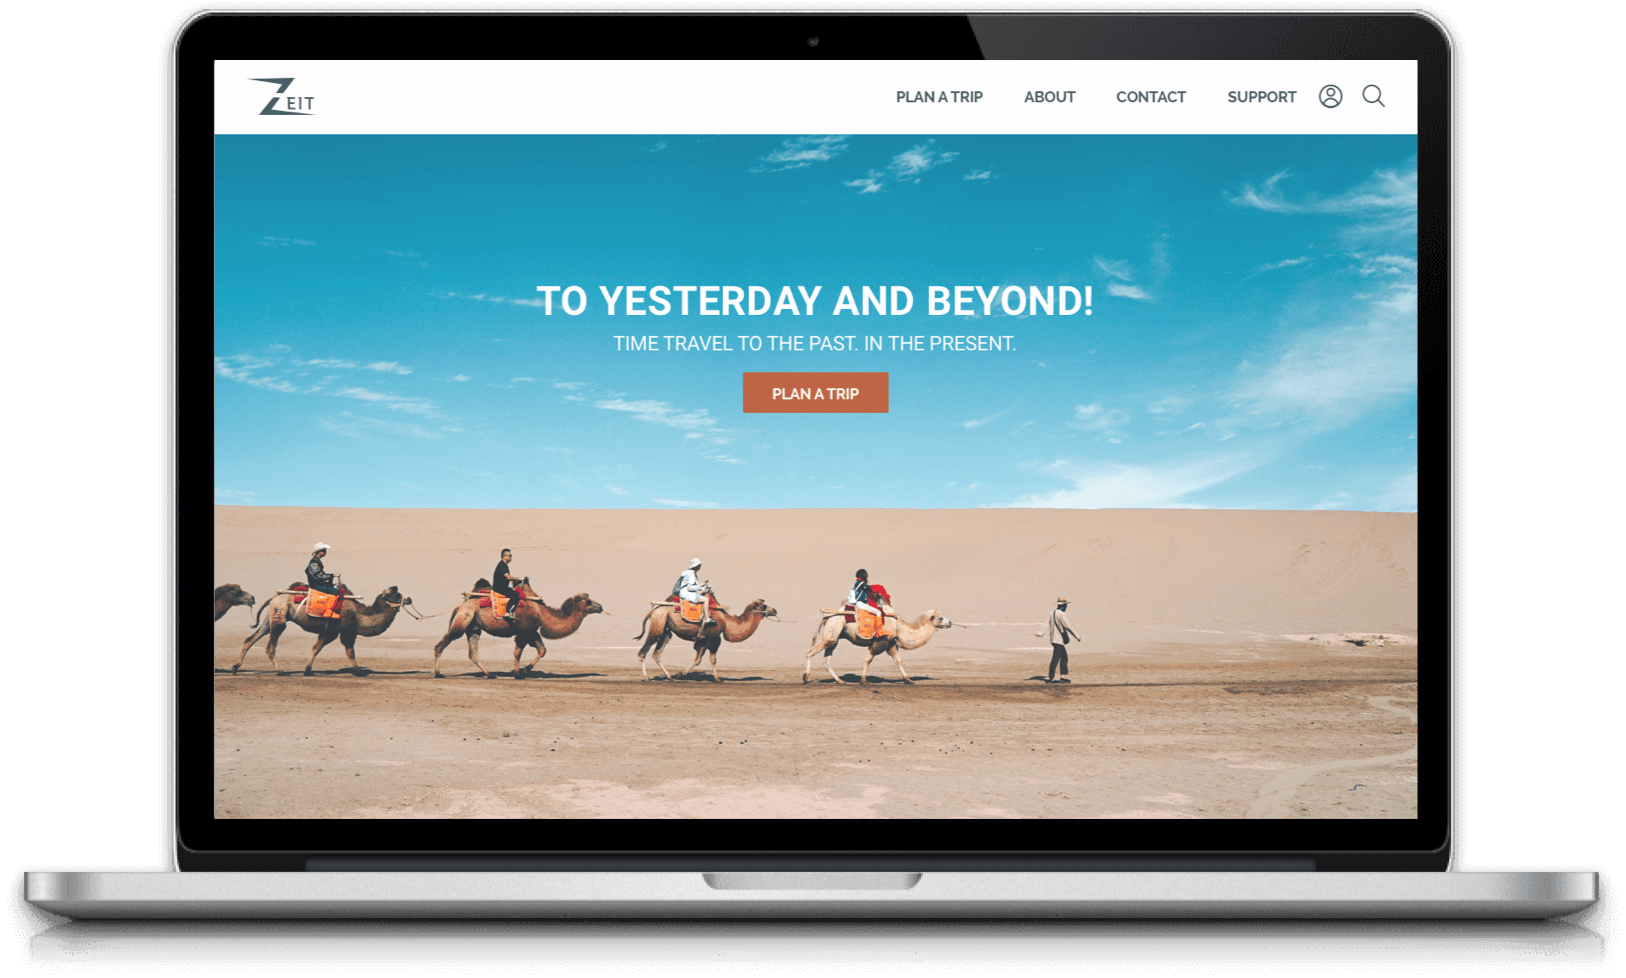 ZEIT
PLAN A TRIP ABOUT CONTACT SUPPORT
TO YESTERDAY AND BEYOND!
TIME TRAVEL TO THE PAST. IN THE PRESENT.
PLAN A TRIP